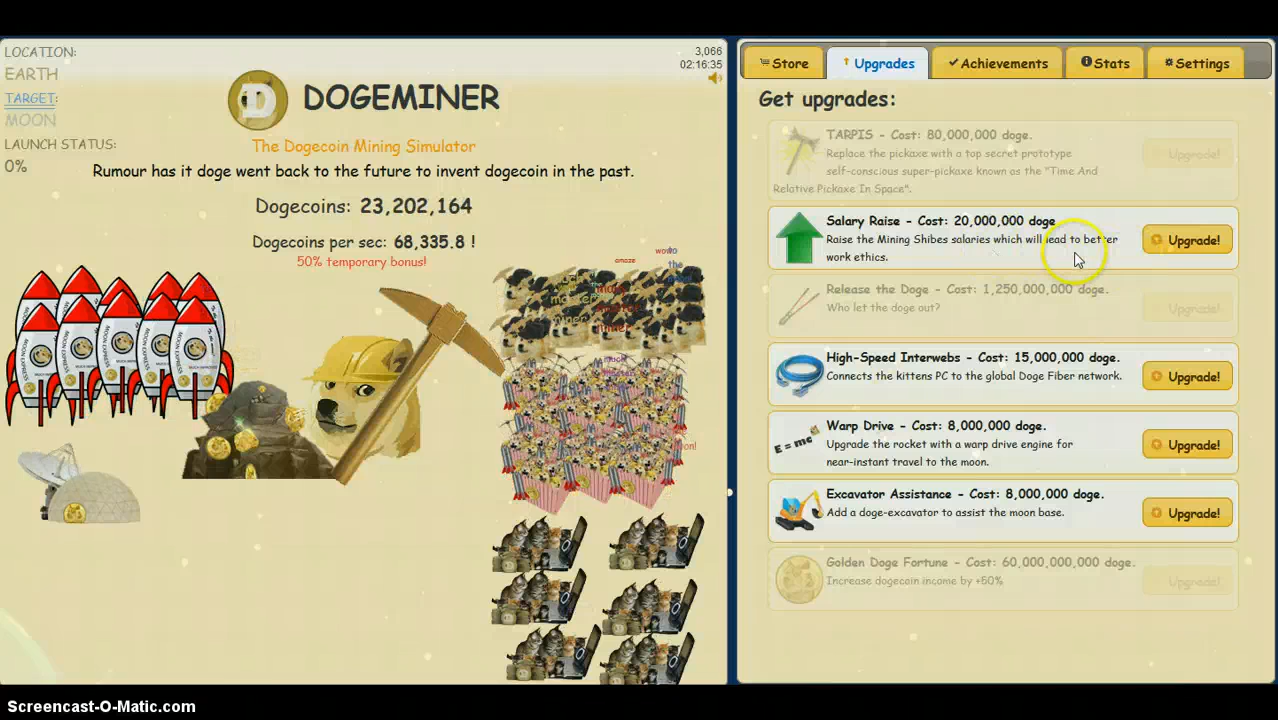 LOCATION:
EARTH
TARGET:
MOON
LAUNCH STATUS:
0%
3,066
02:16:35
DOGEMINER
The Dogecoin Mining Simulator
Rumour has it doge went back to the future to invent dogecoin in the past.
Dogecoins: 23,202,164
Dogecoins per sec: 68,335.8 !
50% temporary bonus!
wow
to
the
amaze
much
master
miner
much
Store
Upgrades
Achievements
Stats
Settings
Get upgrades:
TARPIS - Cost: 80,000,000 doge.
Replace the pickaxe with a top secret prototype
self-conscious super-pickaxe known as the "Time And
Relative Pickaxe In Space".
Upgrade!
Salary Raise - Cost: 20,000,000 doge.
Raise the Mining Shibes salaries which will lead to better
work ethics.
Upgrade!
Release the Doge - Cost: 1,250,000,000 doge.
Who let the doge out?
Upgrade!
High-Speed Interwebs - Cost: 15,000,000 doge.
Connects the kittens PC to the global Doge Fiber network.
Upgrade!
E = mc
Warp Drive - Cost: 8,000,000 doge.
Upgrade the rocket with a warp drive engine for
near-instant travel to the moon.
Upgrade!
Excavator Assistance - Cost: 8,000,000 doge.
Add a doge-excavator to assist the moon base.
Upgrade!
Golden Doge Fortune - Cost: 60,000,000,000 doge.
Increase dogecoin income by +50%
Upgrade!
Screencast-O-Matic.com